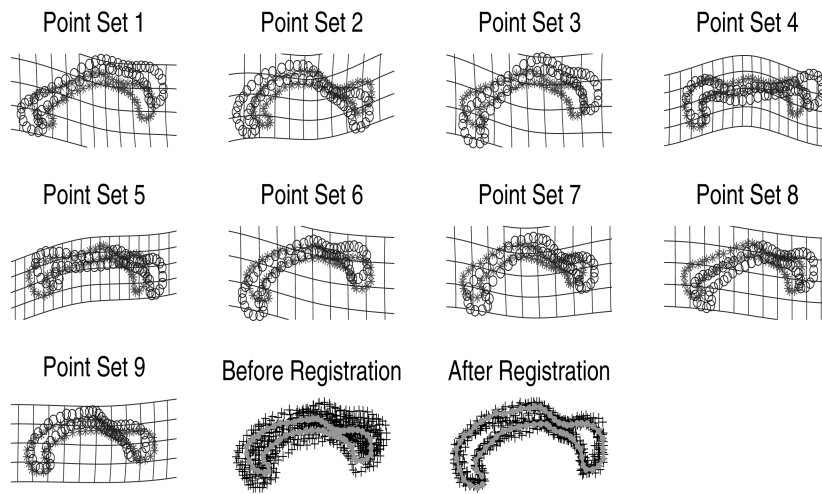 Point Set 1
Point Set 2
Point Set 3
Point Set 4
Point Set 5
Point Set 6
Point Set 7
Point Set 8
Point Set 9
Before Registration
After Registration